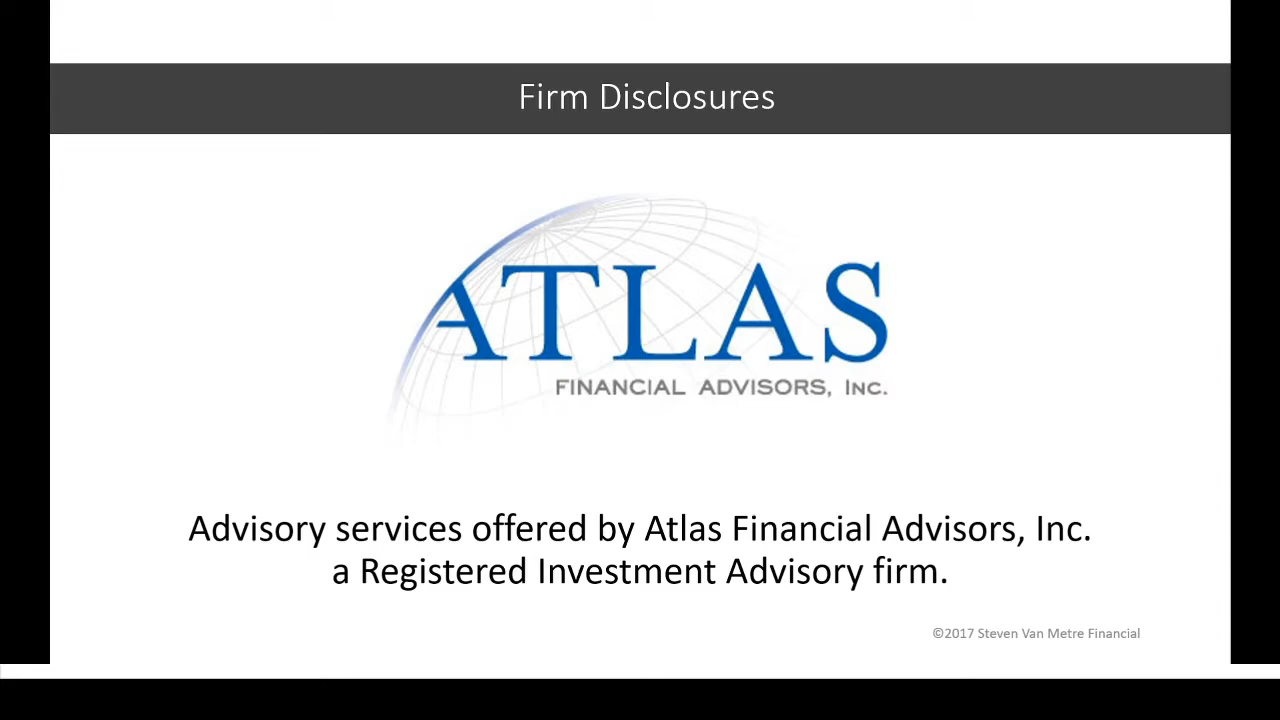 Firm Disclosures
ATLAS
FINANCIAL ADVISORS, INC.
Advisory services offered by Atlas Financial Advisors, Inc.
a Registered Investment Advisory firm.
©2017 Steven Van Metre Financial